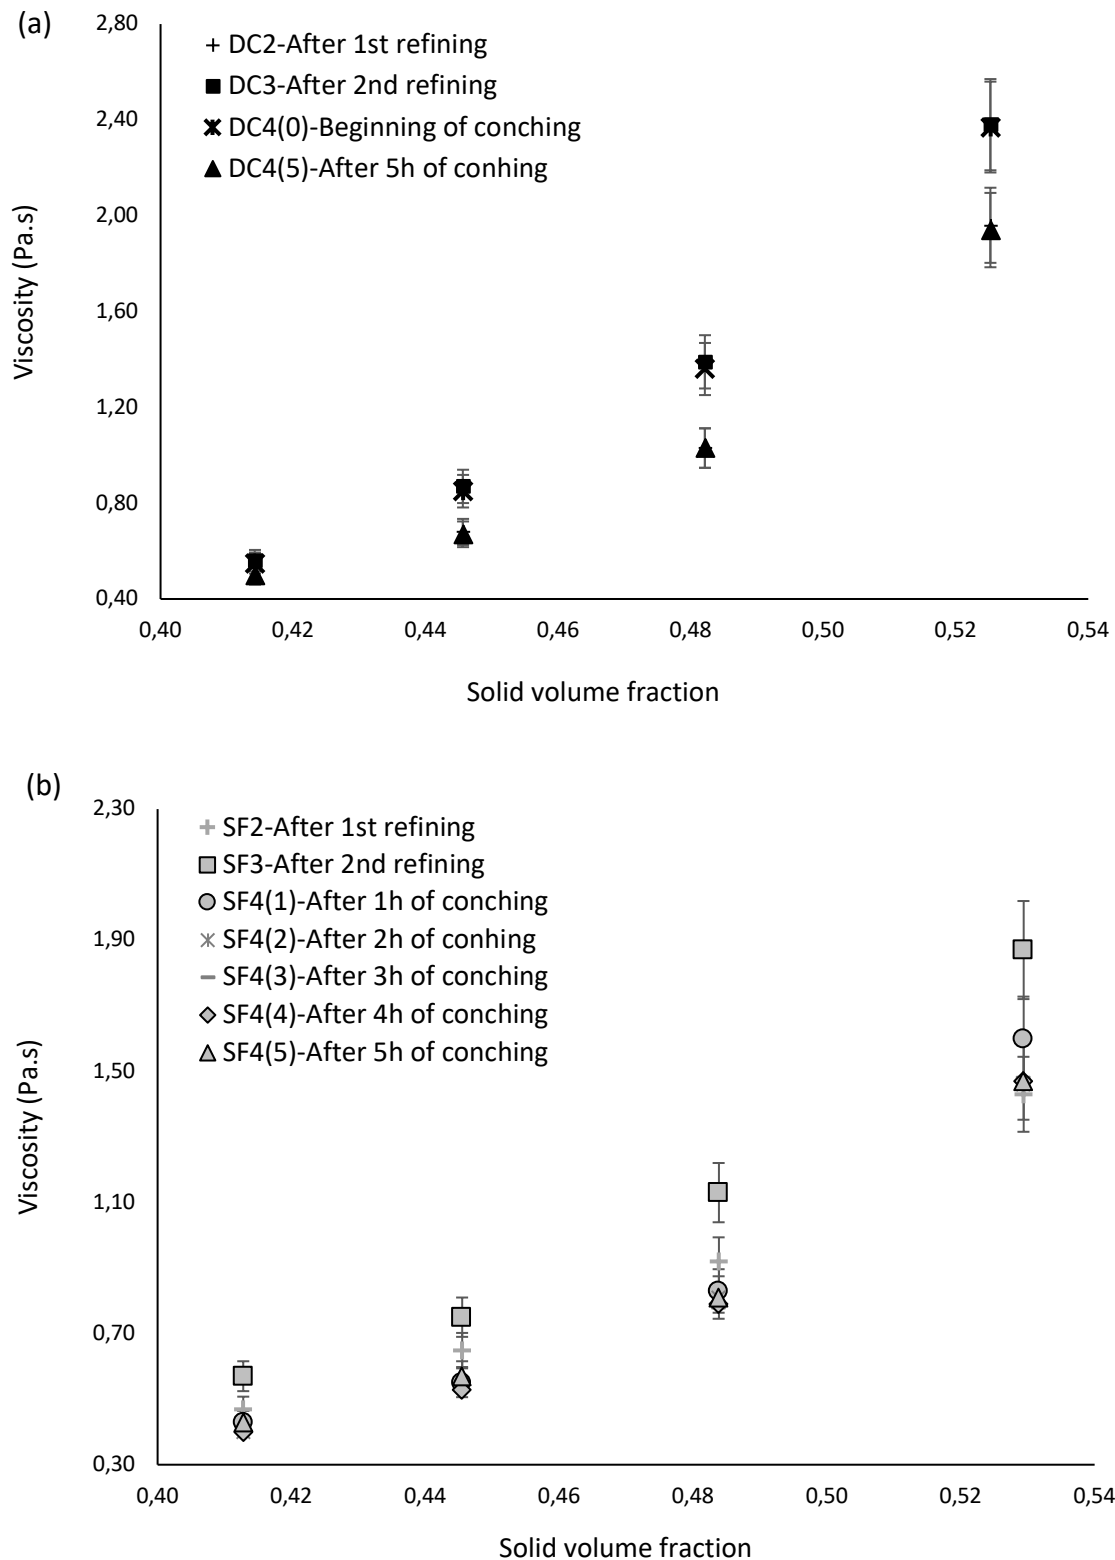 (a)
2,80
2,40
2,00
1,60
1,20
0,80
0,40
Viscosity (Pa.s)
DC2-After 1st refining
DC3-After 2nd refining
DC4(0)-Beginning of conching
DC4(5)-After 5h of conhing
0,40 0,42 0,44 0,46 0,48 0,50 0,52 0,54
Solid volume fraction
(b)
2,30
1,90
1,50
1,10
0,70
0,30
Viscosity (Pa.s)
SF2-After 1st refining
SF3-After 2nd refining
SF4(1)-After 1h of conching
SF4(2)-After 2h of conhing
SF4(3)-After 3h of conching
SF4(4)-After 4h of conching
SF4(5)-After 5h of conching
0,40 0,42 0,44 0,46 0,48 0,50 0,52 0,54
Solid volume fraction